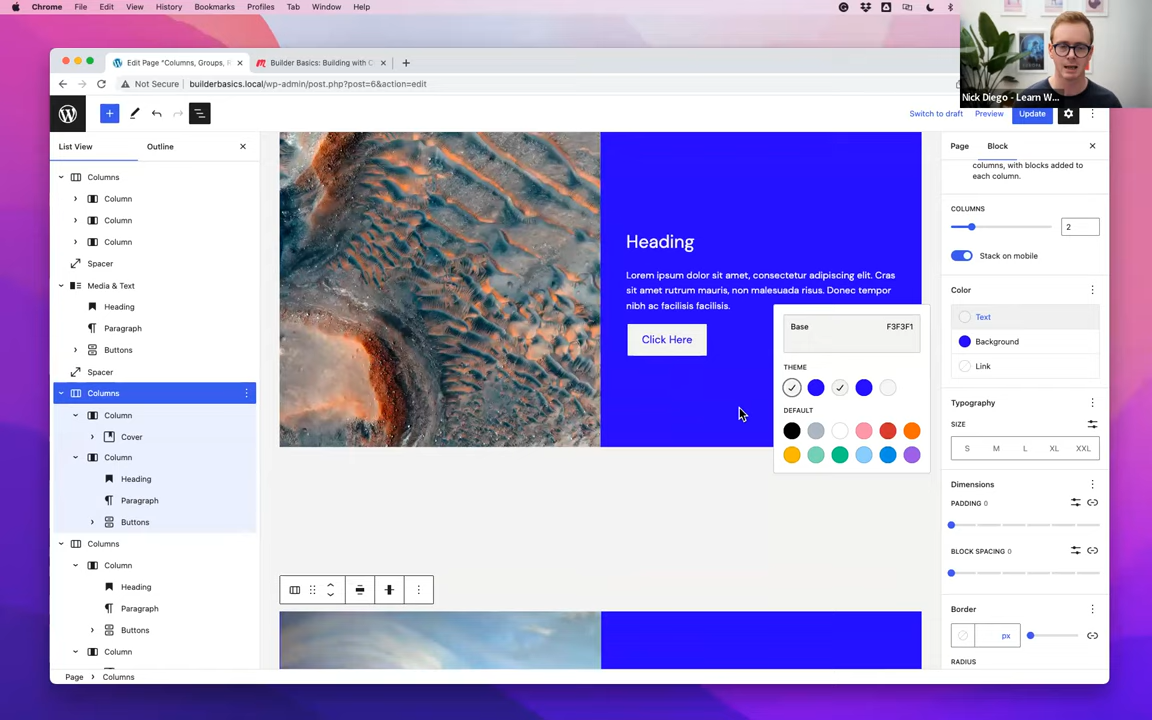 Chrome File Edit View History Bookmarks Profiles Tab Window Help
Edit Page "Columns, Groups, R
Builder Basics: Building with C
Not Secure builderbasics.local/wp-admin/post.php?post=6&action=edit
Nick Diego - Learn W...
Switch to draft Preview Update
List View Outline
Columns
Column
Column
Column
Spacer
Media & Text
Heading
Paragraph
Buttons
Spacer
Columns
Column
Cover
Column
Heading
Paragraph
Buttons
Columns
Column
Heading
Paragraph
Buttons
Column
Page Columns
Heading
Lorem ipsum dolor sit amet, consectetur adipiscing elit. Cras
sit amet rutrum mauris, non malesuada risus. Donec tempor
nibh ac facilisis facilisis.
Click Here
Base F3F3F1
THEME
DEFAULT
Page Block
columns, with blocks added to
each column.
COLUMNS
2
Stack on mobile
Color
Text
Background
Link
Typography
SIZE
S M L XL XXL
Dimensions
PADDING 0
BLOCK SPACING 0
Border
px
RADIUS